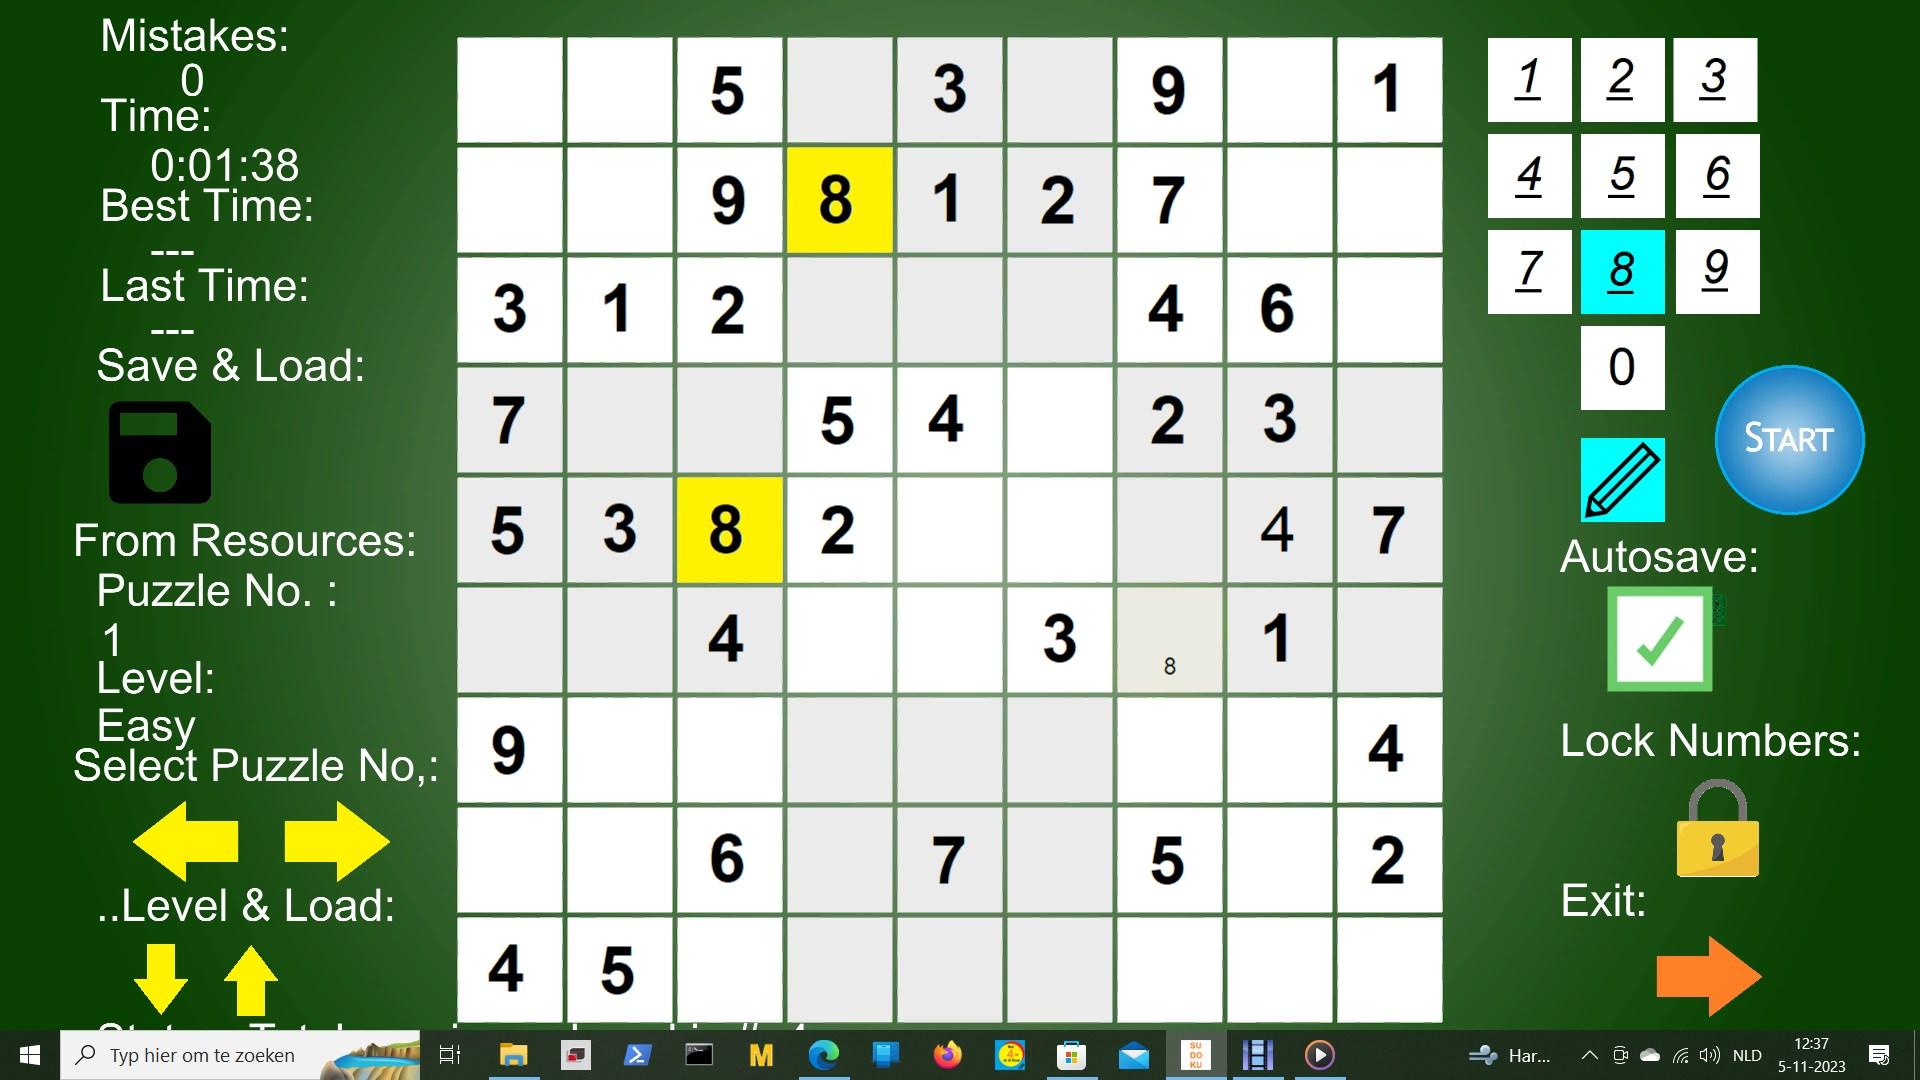 Mistakes:
0
Time:
0:01:38
Best Time:
---
Last Time:
---
Save & Load:
From Resources:
Puzzle No. :
1
Level:
Easy
Select Puzzle No,:
..Level & Load:
5 3 9 1
9 8 1 2 7
3 1 2 4 6
7 5 4 2 3
5 3 8 2 4 7
4 3 8 1
9 4
6 7 5 2
4 5
1 2 3
4 5 6
7 8 9
0
START
Autosave:
Lock Numbers:
Exit:
Typ hier om te zoeken
SU
DO
KU
Har...
NLD
12:37
5-11-2023